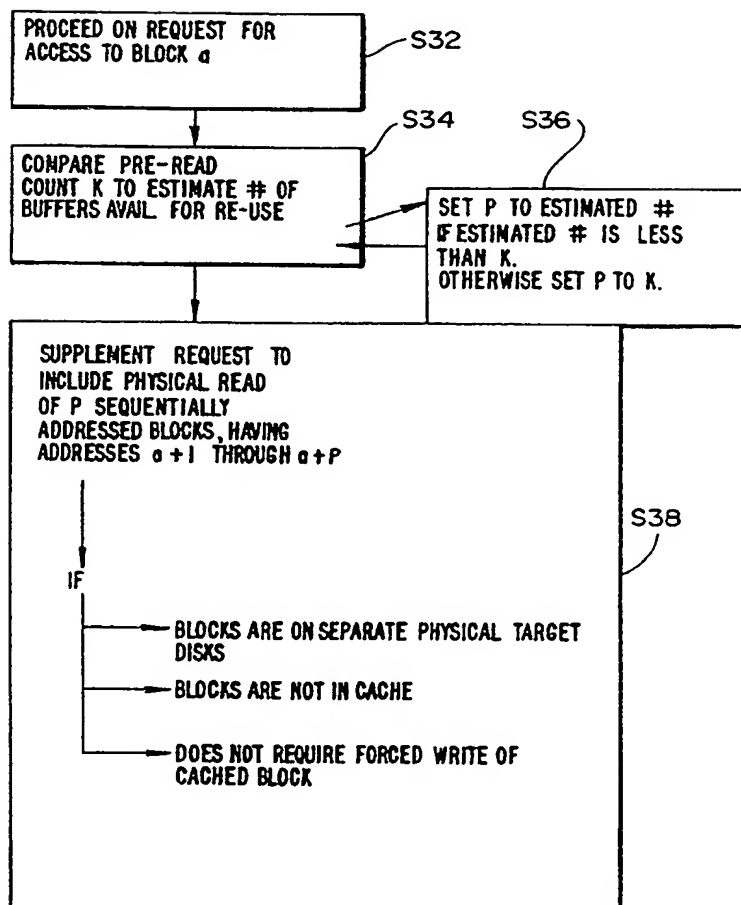 PROCEED ON REQUEST FOR
ACCESS TO BLOCK a
S32
S34
COMPARE PRE-READ
COUNT K TO ESTIMATE # OF
BUFFERS AVAIL. FOR RE-USE
S36
SET P TO ESTIMATED #
IF ESTIMATED # IS LESS
THAN K.
OTHERWISE SET P TO K.
SUPPLEMENT REQUEST TO
INCLUDE PHYSICAL READ
OF P SEQUENTIALLY
ADDRESSED BLOCKS, HAVING
ADDRESSES a+1 THROUGH a+P
S38
IF
BLOCKS ARE ON SEPARATE PHYSICAL TARGET
DISKS
BLOCKS ARE NOT IN CACHE
DOES NOT REQUIRE FORCED WRITE OF
CACHED BLOCK